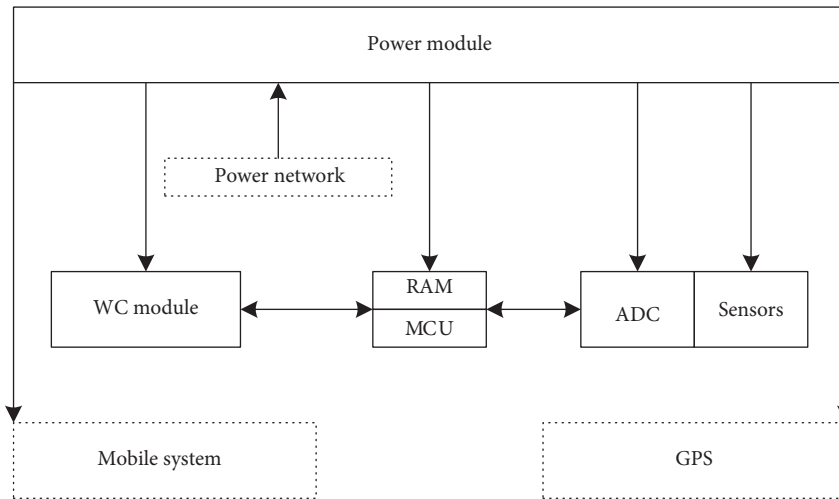 Power module
Power network
WC module
RAM
MCU
ADC
Sensors
Mobile system
GPS